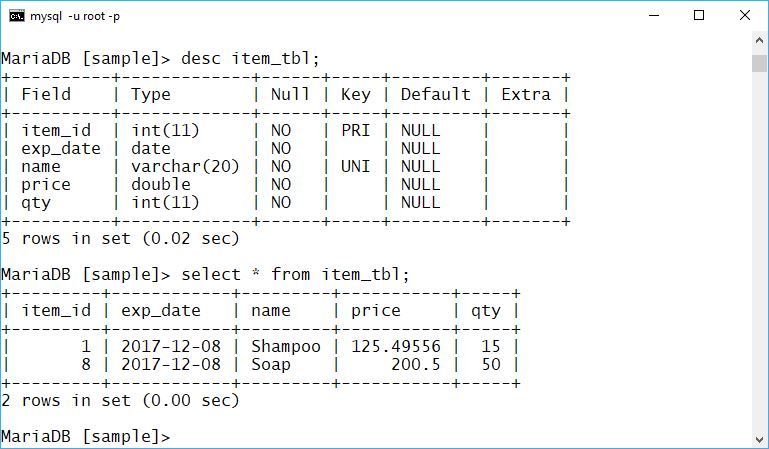 mysql -u root -p
MariaDB [sample]> desc item_tbl;
+----------+-------------+------+-----+---------+-------+
| Field    | Type        | Null | Key | Default | Extra |
+----------+-------------+------+-----+---------+-------+
| item_id  | int(11)     | NO   | PRI | NULL    |       |
| exp_date | date        | NO   |     | NULL    |       |
| name     | varchar(20) | NO   | UNI | NULL    |       |
| price    | double      | NO   |     | NULL    |       |
| qty      | int(11)     | NO   |     | NULL    |       |
+----------+-------------+------+-----+---------+-------+
5 rows in set (0.02 sec)
MariaDB [sample]> select * from item_tbl;
+---------+------------+---------+-----------+-----+
| item_id | exp_date   | name    | price     | qty |
+---------+------------+---------+-----------+-----+
|       1 | 2017-12-08 | Shampoo | 125.49556 |  15 |
|       8 | 2017-12-08 | Soap    |     200.5 |  50 |
+---------+------------+---------+-----------+-----+
2 rows in set (0.00 sec)
MariaDB [sample]>